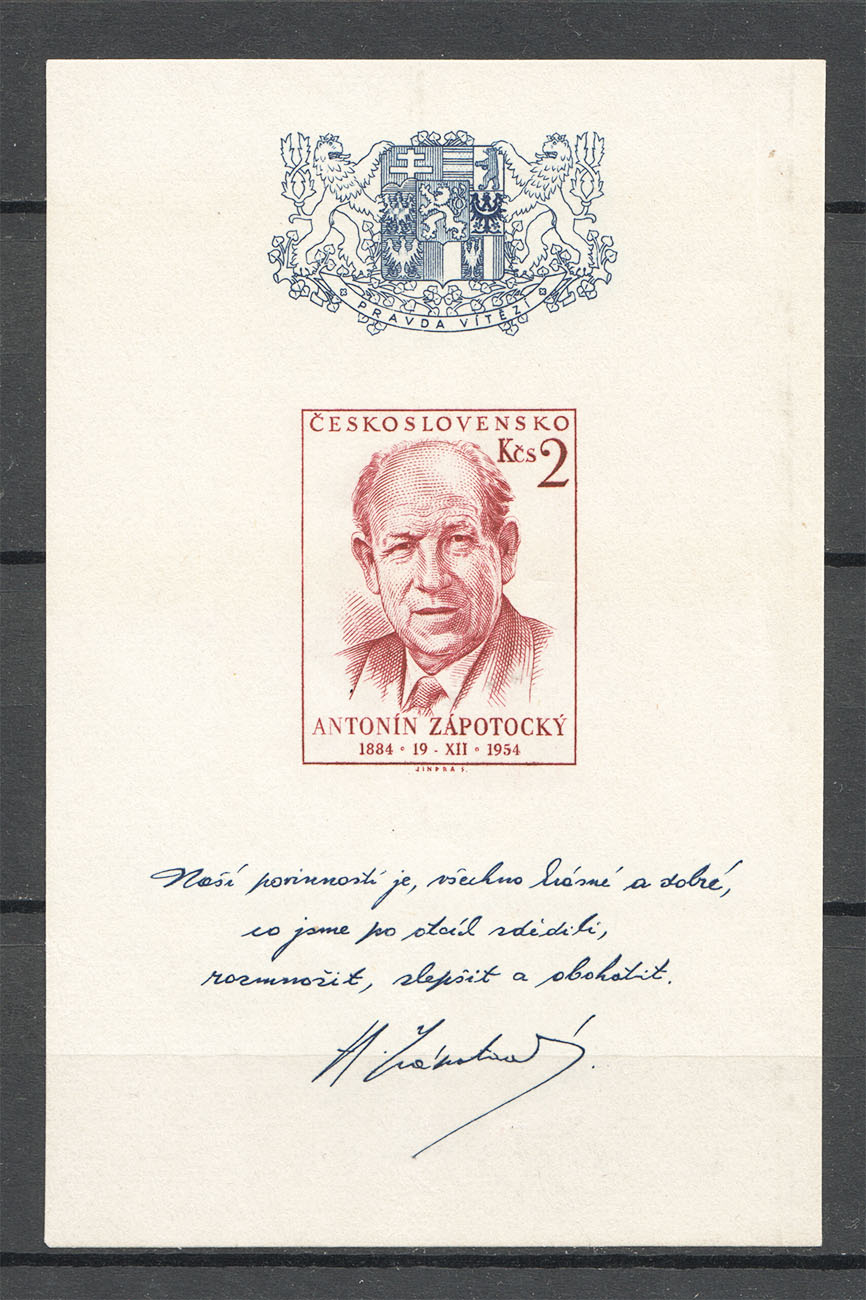 PRAVDA VÍTĚZÍ
ČESKOSLOVENSKO
Kčs 2
ANTONÍN ZÁPOTOCKÝ
1884 • 19 - XII • 1954
JINDRA S.
Naší povinností je, všechno krásné a dobré,
co jsme po otcích zdědili,
rozmnožit, zlepšit a obohatit.
A. Zápotocký.